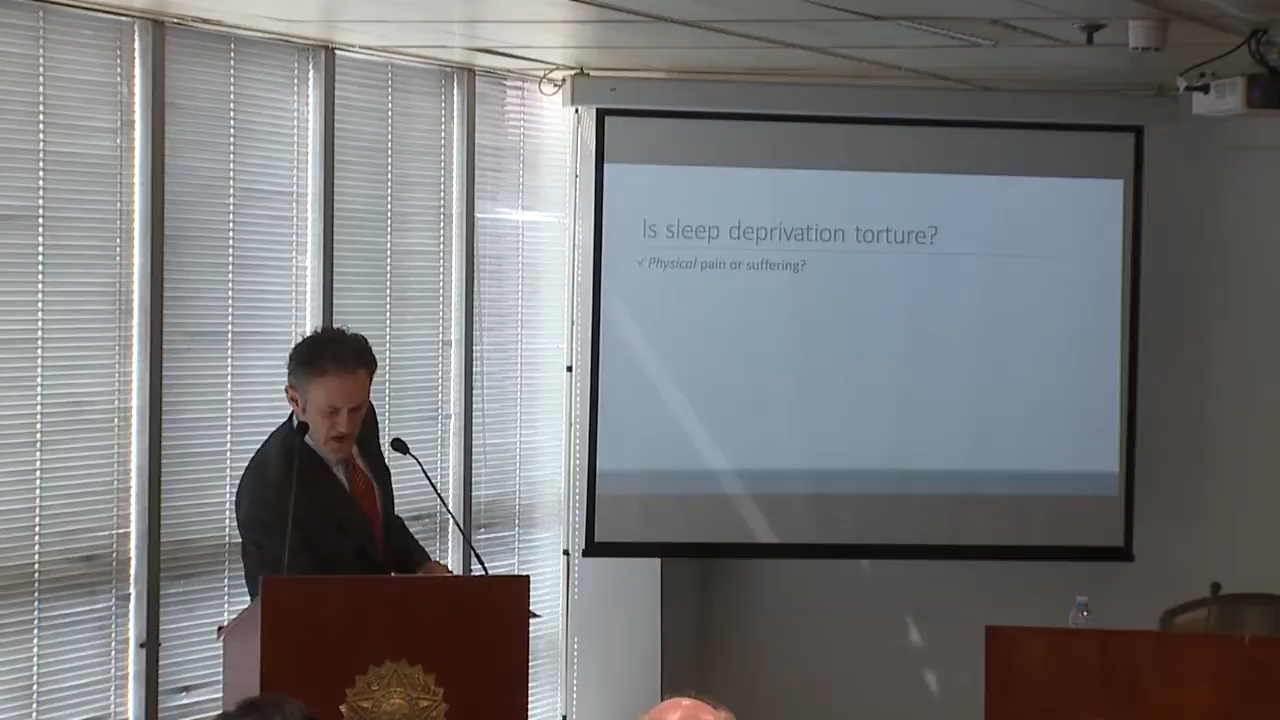 Is sleep deprivation torture?
✓ Physical pain or suffering?